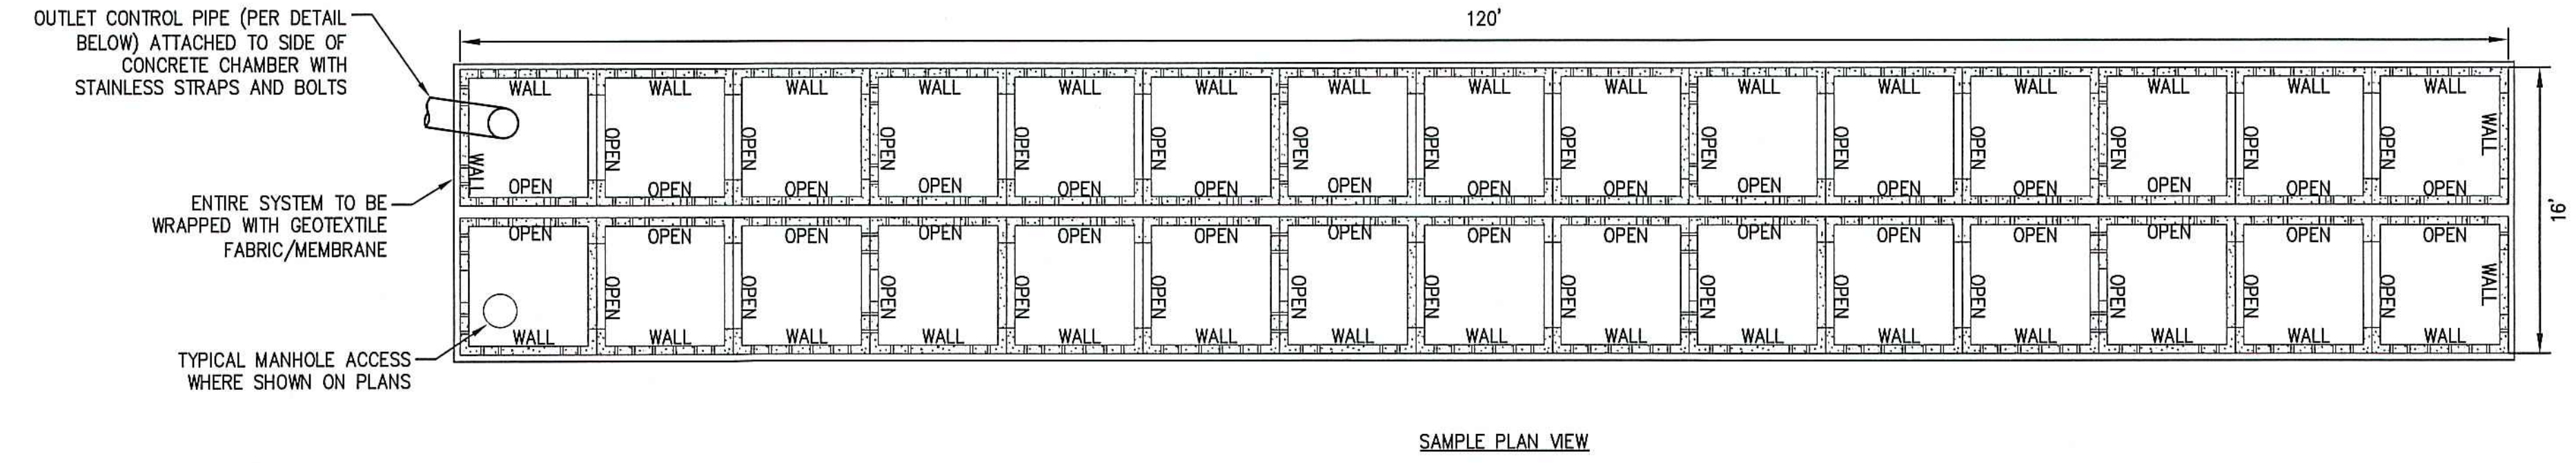 OUTLET CONTROL PIPE (PER DETAIL
BELOW) ATTACHED TO SIDE OF
CONCRETE CHAMBER WITH
STAINLESS STRAPS AND BOLTS
ENTIRE SYSTEM TO BE
WRAPPED WITH GEOTEXTILE
FABRIC/MEMBRANE
TYPICAL MANHOLE ACCESS
WHERE SHOWN ON PLANS
120'
WALL WALL WALL WALL WALL WALL WALL WALL WALL WALL WALL WALL WALL WALL WALL
WALL OPEN OPEN OPEN OPEN OPEN OPEN OPEN OPEN OPEN OPEN OPEN OPEN OPEN OPEN WALL
OPEN OPEN OPEN OPEN OPEN OPEN OPEN OPEN OPEN OPEN OPEN OPEN OPEN OPEN OPEN
OPEN OPEN OPEN OPEN OPEN OPEN OPEN OPEN OPEN OPEN OPEN OPEN OPEN OPEN OPEN
OPEN OPEN OPEN OPEN OPEN OPEN OPEN OPEN OPEN OPEN OPEN OPEN OPEN OPEN WALL
WALL WALL WALL WALL WALL WALL WALL WALL WALL WALL WALL WALL WALL WALL WALL
16'
SAMPLE PLAN VIEW